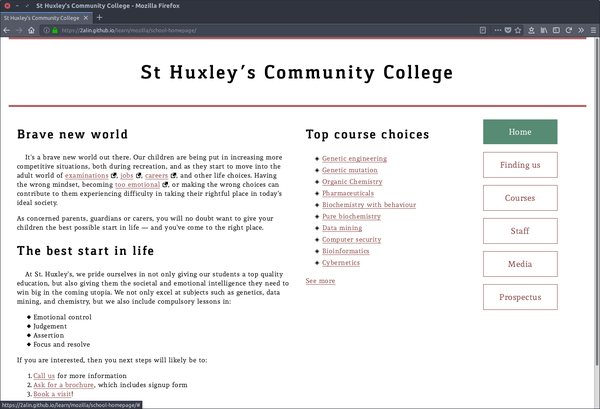 St Huxley's Community College - Mozilla Firefox
St Huxley's Community College
https://2alin.github.io/learn/mozilla/school-homepage/
St Huxley’s Community College
Brave new world
It's a brave new world out there. Our children are being put in increasing more
competitive situations, both during recreation, and as they start to move into the
adult world of examinations, jobs, careers, and other life choices. Having
the wrong mindset, becoming too emotional, or making the wrong choices can
contribute to them experiencing difficulty in taking their rightful place in today's
ideal society.
As concerned parents, guardians or carers, you will no doubt want to give your
children the best possible start in life — and you've come to the right place.
The best start in life
At St. Huxley's, we pride ourselves in not only giving our students a top quality
education, but also giving them the societal and emotional intelligence they need to
win big in the coming utopia. We not only excel at subjects such as genetics, data
mining, and chemistry, but we also include compulsory lessons in:
Emotional control
Judgement
Assertion
Focus and resolve
If you are interested, then you next steps will likely be to:
1. Call us for more information
2. Ask for a brochure, which includes signup form
3. Book a visit!
Top course choices
Genetic engineering
Genetic mutation
Organic Chemistry
Pharmaceuticals
Biochemistry with behaviour
Pure biochemistry
Data mining
Computer security
Bioinformatics
Cybernetics
See more
Home
Finding us
Courses
Staff
Media
Prospectus
https://2alin.github.io/learn/mozilla/school-homepage/#